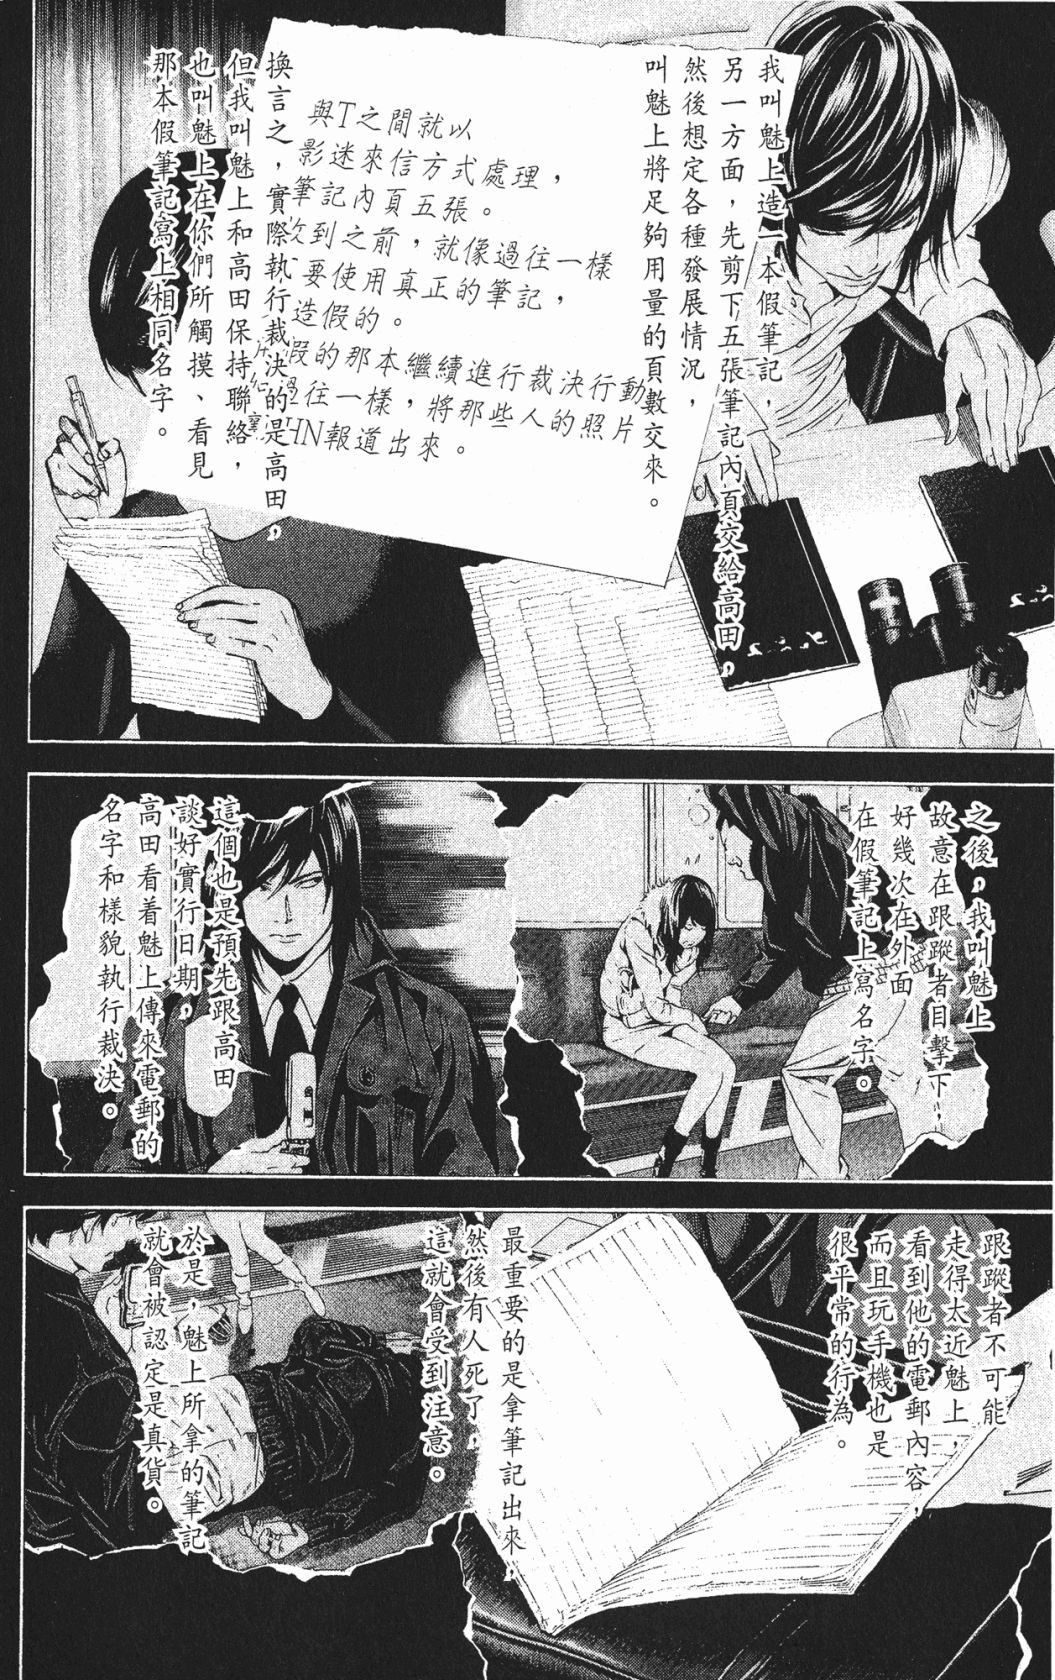 我叫魅上造一本假筆記，
另一方面，先剪下五張筆記內頁交給高田，
然後想定各種發展情況，
叫魅上將足夠用量的頁數交來。
與T之間就以
影迷來信方式處理，
筆記內頁五張。
到之前，就像過往一樣
要使用真正的筆記，
造假的。
假的那本繼續進行裁決行動
過往一樣，將那些人的照片
HN報道出來。
換言之，實際執行裁決的是高田，
但我叫魅上和高田保持聯絡，
也叫魅上在你們所觸摸、看見
那本假筆記寫上相同名字。
之後，我叫魅上
故意在跟蹤者目擊下，
好幾次在外面
在假筆記上寫名字。
這個也是預先跟高田
談好實行日期，
高田看着魅上傳來電郵的
名字和樣貌執行裁決。
跟蹤者不可能
走得太近魅上，
看到他的電郵內容，
而且玩手機也是
很平常的行為。
最重要的是拿筆記出來，
然後有人死了，
這就會受到注意。
於是，魅上所拿的筆記
就會被認定是真貨。